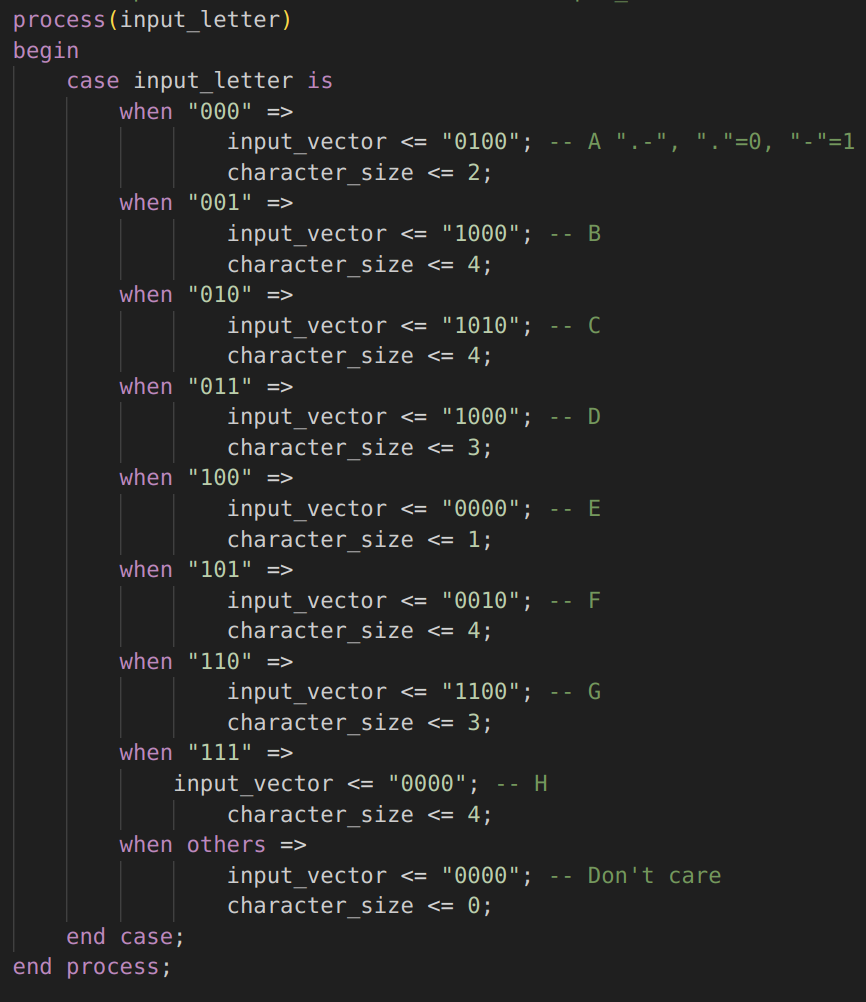 process(input_letter)
begin
    case input_letter is
        when "000" =>
                input_vector <= "0100"; -- A ".-", "."=0, "-"=1
                character_size <= 2;
        when "001" =>
                input_vector <= "1000"; -- B
                character_size <= 4;
        when "010" =>
                input_vector <= "1010"; -- C
                character_size <= 4;
        when "011" =>
                input_vector <= "1000"; -- D
                character_size <= 3;
        when "100" =>
                input_vector <= "0000"; -- E
                character_size <= 1;
        when "101" =>
                input_vector <= "0010"; -- F
                character_size <= 4;
        when "110" =>
                input_vector <= "1100"; -- G
                character_size <= 3;
        when "111" =>
            input_vector <= "0000"; -- H
                character_size <= 4;
        when others =>
                input_vector <= "0000"; -- Don't care
                character_size <= 0;
    end case;
end process;